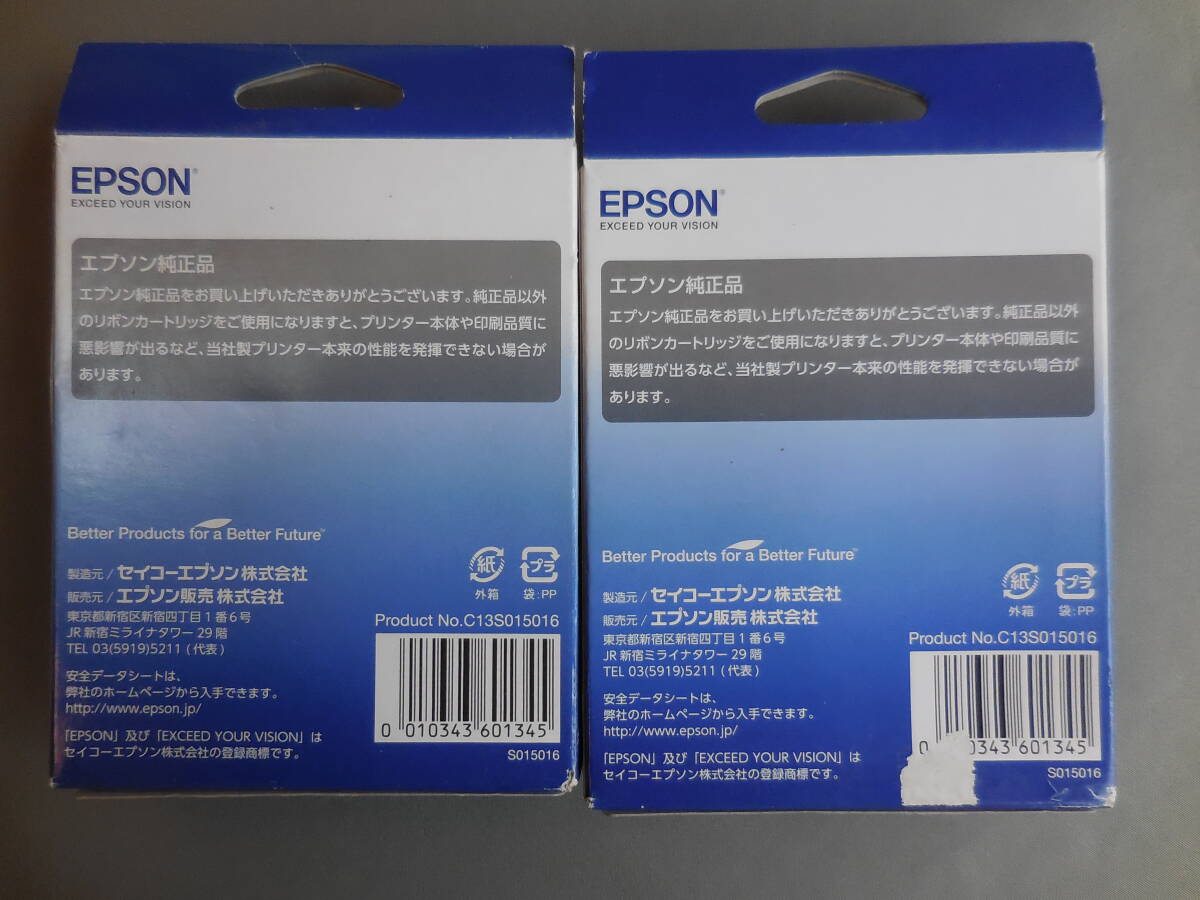 EPSON®
EXCEED YOUR VISION
エプソン純正品
エプソン純正品をお買い上げいただきありがとうございます。純正品以外
のリボンカートリッジをご使用になりますと、プリンター本体や印刷品質に
悪影響が出るなど、当社製プリンター本来の性能を発揮できない場合が
あります。
Better Products for a Better Future™
製造元/セイコーエプソン株式会社
販売元/エプソン販売 株式会社
東京都新宿区新宿四丁目1番6号
JR新宿ミライナタワー29階
TEL 03(5919)5211(代表)
安全データシートは、
弊社のホームページから入手できます。
http://www.epson.jp/
「EPSON」及び「EXCEED YOUR VISION」は
セイコーエプソン株式会社の登録商標です。
紙
外箱
プラ
袋:PP
Product No.C13S015016
0 010343 601345
S015016
EPSON®
EXCEED YOUR VISION
エプソン純正品
エプソン純正品をお買い上げいただきありがとうございます。純正品以外
のリボンカートリッジをご使用になりますと、プリンター本体や印刷品質に
悪影響が出るなど、当社製プリンター本来の性能を発揮できない場合が
あります。
Better Products for a Better Future™
製造元/セイコーエプソン株式会社
販売元/エプソン販売 株式会社
東京都新宿区新宿四丁目1番6号
JR新宿ミライナタワー29階
TEL 03(5919)5211(代表)
安全データシートは、
弊社のホームページから入手できます。
http://www.epson.jp/
「EPSON」及び「EXCEED YOUR VISION」は
セイコーエプソン株式会社の登録商標です。
紙
外箱
プラ
袋:PP
Product No.C13S015016
0 0343 601345
S015016